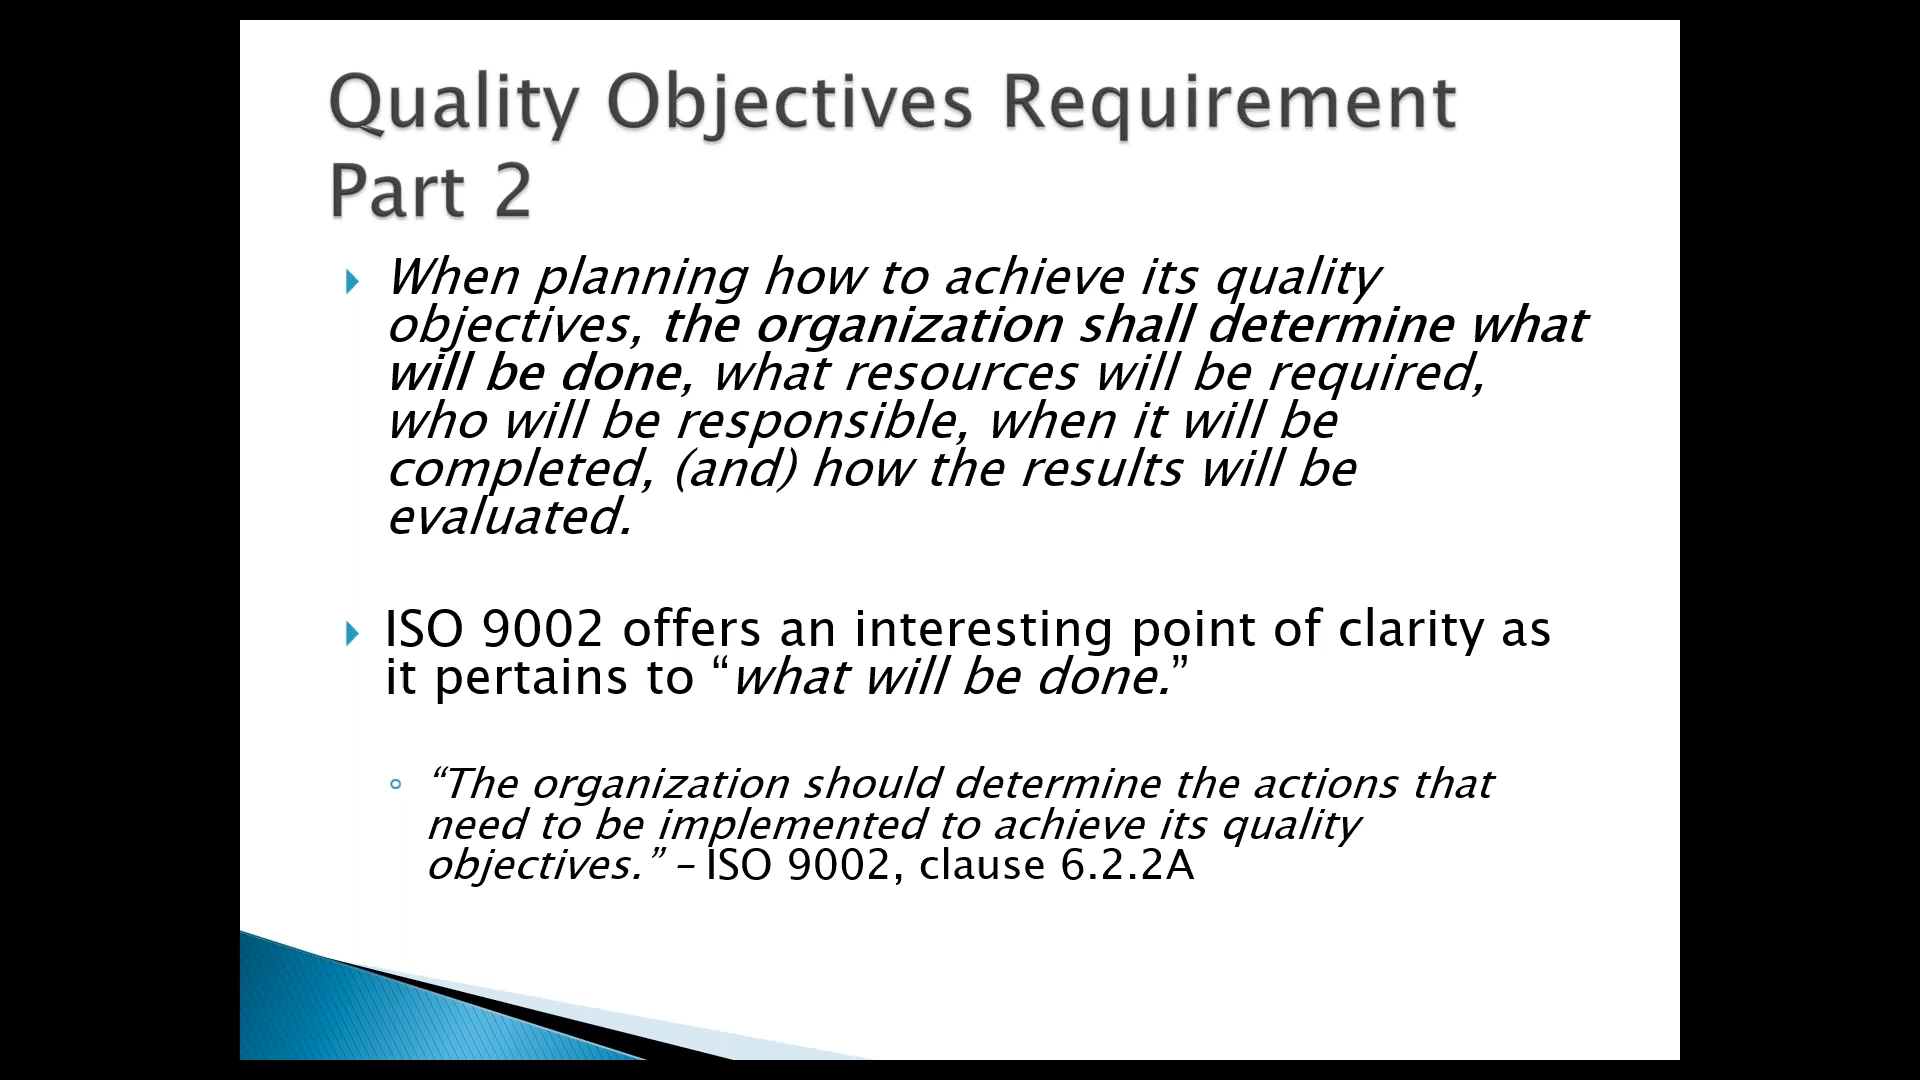 Quality Objectives Requirement
Part 2
When planning how to achieve its quality
objectives, the organization shall determine what
will be done, what resources will be required,
who will be responsible, when it will be
completed, (and) how the results will be
evaluated.
ISO 9002 offers an interesting point of clarity as
it pertains to “what will be done.”
“The organization should determine the actions that
need to be implemented to achieve its quality
objectives.” – ISO 9002, clause 6.2.2A